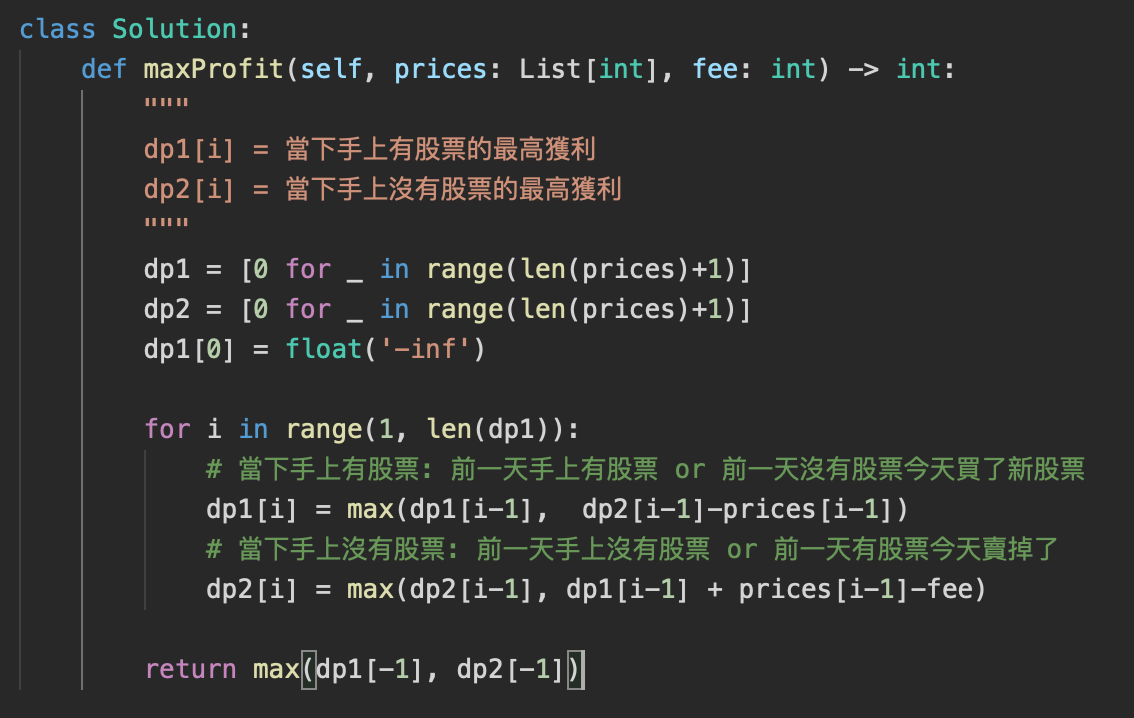 class Solution:
    def maxProfit(self, prices: List[int], fee: int) -> int:
        """
        dp1[i] = 當下手上有股票的最高獲利
        dp2[i] = 當下手上沒有股票的最高獲利
        """
        dp1 = [0 for _ in range(len(prices)+1)]
        dp2 = [0 for _ in range(len(prices)+1)]
        dp1[0] = float('-inf')

        for i in range(1, len(dp1)):
            # 當下手上有股票: 前一天手上有股票 or 前一天沒有股票今天買了新股票
            dp1[i] = max(dp1[i-1],  dp2[i-1]-prices[i-1])
            # 當下手上沒有股票: 前一天手上沒有股票 or 前一天有股票今天賣掉了
            dp2[i] = max(dp2[i-1], dp1[i-1] + prices[i-1]-fee)

        return max(dp1[-1], dp2[-1])